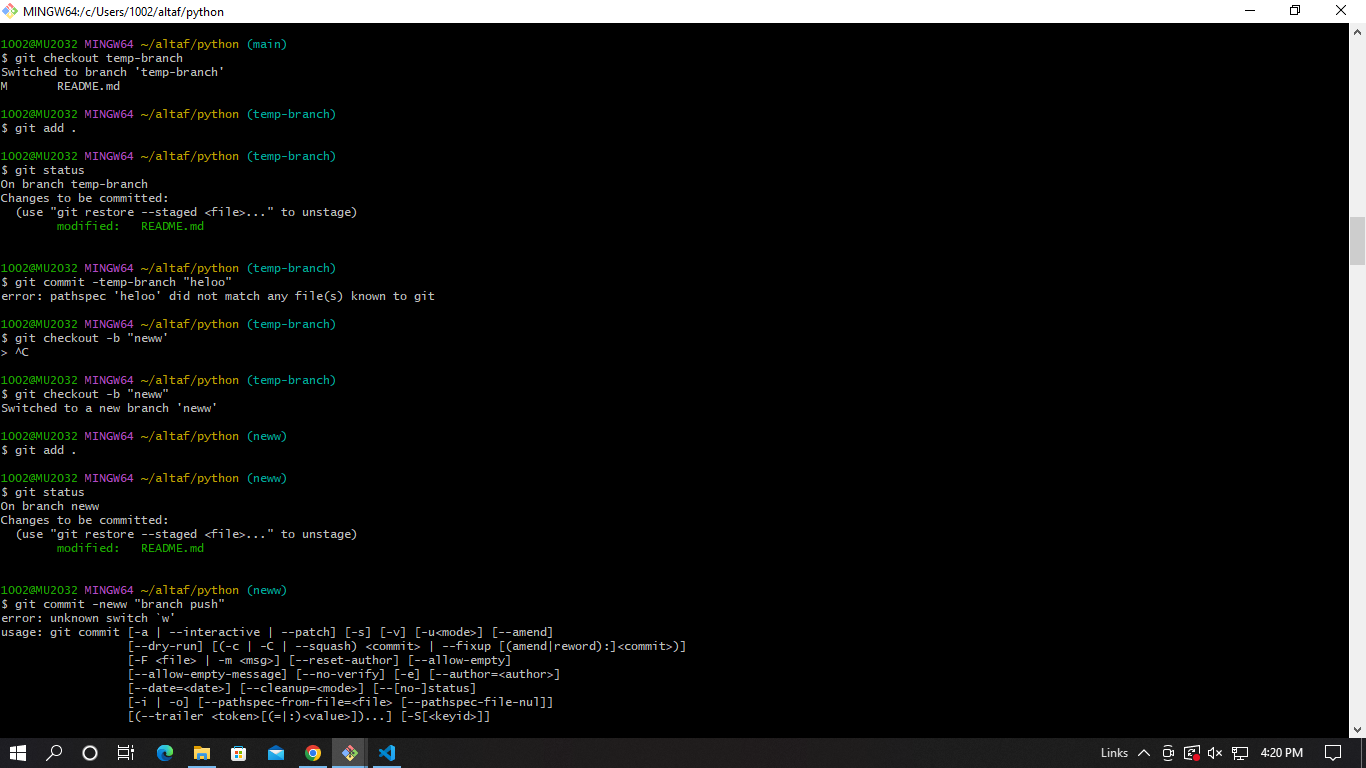 MINGW64:/c/Users/1002/altaf/python
1002@MU2032 MINGW64 ~/altaf/python (main)
$ git checkout temp-branch
Switched to branch 'temp-branch'
M       README.md
1002@MU2032 MINGW64 ~/altaf/python (temp-branch)
$ git add .
1002@MU2032 MINGW64 ~/altaf/python (temp-branch)
$ git status
On branch temp-branch
Changes to be committed:
  (use "git restore --staged <file>..." to unstage)
        modified:   README.md
1002@MU2032 MINGW64 ~/altaf/python (temp-branch)
$ git commit -temp-branch "heloo"
error: pathspec 'heloo' did not match any file(s) known to git
1002@MU2032 MINGW64 ~/altaf/python (temp-branch)
$ git checkout -b "neww'
> ^C
1002@MU2032 MINGW64 ~/altaf/python (temp-branch)
$ git checkout -b "neww"
Switched to a new branch 'neww'
1002@MU2032 MINGW64 ~/altaf/python (neww)
$ git add .
1002@MU2032 MINGW64 ~/altaf/python (neww)
$ git status
On branch neww
Changes to be committed:
  (use "git restore --staged <file>..." to unstage)
        modified:   README.md
1002@MU2032 MINGW64 ~/altaf/python (neww)
$ git commit -neww "branch push"
error: unknown switch `w'
usage: git commit [-a | --interactive | --patch] [-s] [-v] [-u<mode>] [--amend]
                  [--dry-run] [(-c | -C | --squash) <commit> | --fixup [(amend|reword):]<commit>)]
                  [-F <file> | -m <msg>] [--reset-author] [--allow-empty]
                  [--allow-empty-message] [--no-verify] [-e] [--author=<author>]
                  [--date=<date>] [--cleanup=<mode>] [--[no-]status]
                  [-i | -o] [--pathspec-from-file=<file> [--pathspec-file-nul]]
                  [(--trailer <token>[(=|:)<value>])...] [-S[<keyid>]]
Links
4:20 PM